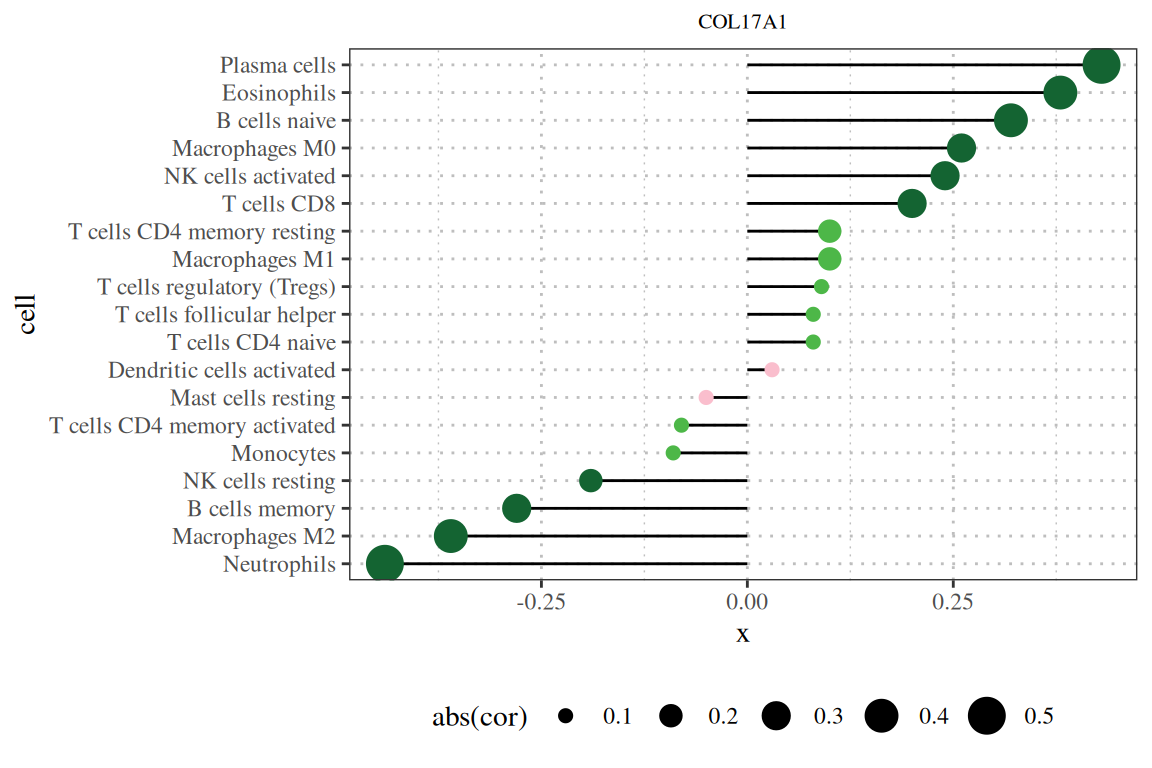 COL17A1
Plasma cells
Eosinophils
B cells naive
Macrophages M0
NK cells activated
T cells CD8
T cells CD4 memory resting
Macrophages M1
T cells regulatory (Tregs)
T cells follicular helper
T cells CD4 naive
Dendritic cells activated
Mast cells resting
T cells CD4 memory activated
Monocytes
NK cells resting
B cells memory
Macrophages M2
Neutrophils
cell
-0.25 0.00 0.25
x
abs(cor) 0.1 0.2 0.3 0.4 0.5